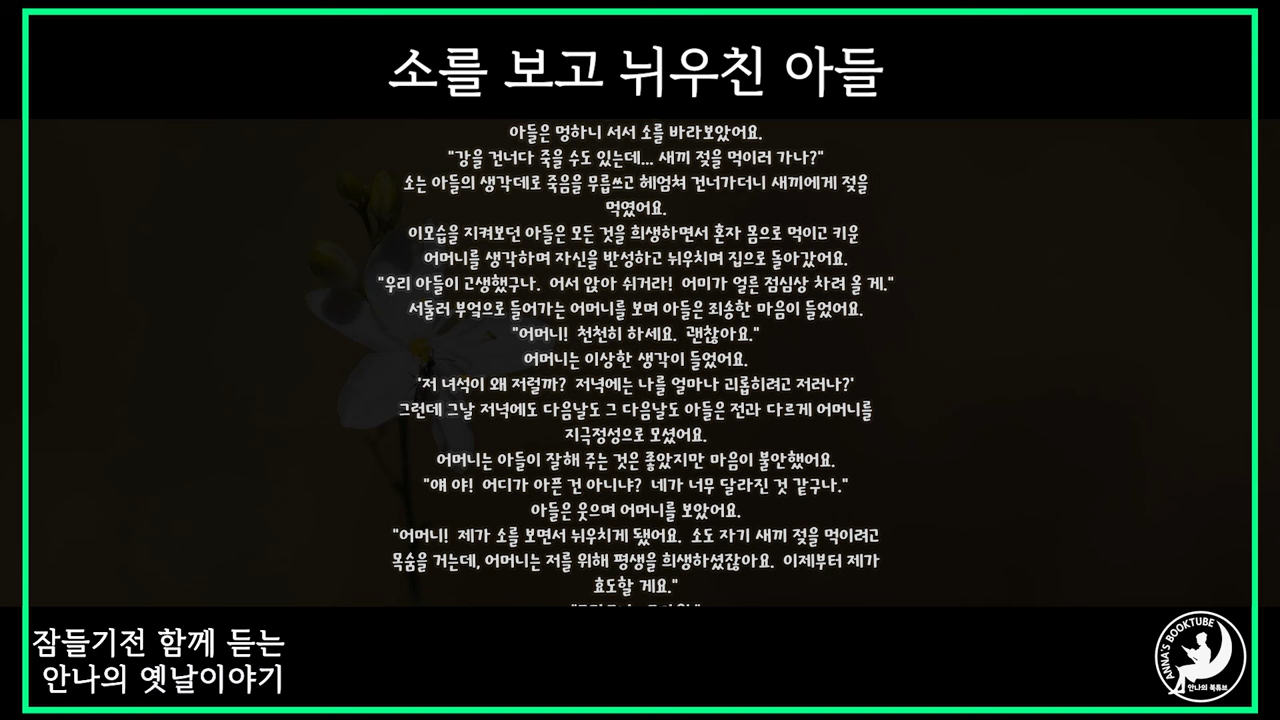 소를 보고 뉘우친 아들
아들은 멍하니 서서 소를 바라보았어요.
"강을 건너다 죽을 수도 있는데... 새끼 젖을 먹이러 가나?"
소는 아들의 생각데로 죽음을 무릅쓰고 헤엄쳐 건너가더니 새끼에게 젖을
먹였어요.
이모습을 지켜보던 아들은 모든 것을 희생하면서 혼자 몸으로 먹이고 키운
어머니를 생각하며 자신을 반성하고 뉘우치며 집으로 돌아갔어요.
"우리 아들이 고생했구나. 어서 앉아 쉬거라! 어미가 얼른 점심상 차려 올 게."
서둘러 부엌으로 들어가는 어머니를 보며 아들은 죄송한 마음이 들었어요.
"어머니! 천천히 하세요. 괜찮아요."
어머니는 이상한 생각이 들었어요.
'저 녀석이 왜 저럴까? 저녁에는 나를 얼마나 괴롭히려고 저러나?'
그런데 그날 저녁에도 다음날도 그 다음날도 아들은 전과 다르게 어머니를
지극정성으로 모셨어요.
어머니는 아들이 잘해 주는 것은 좋았지만 마음이 불안했어요.
"얘 야! 어디가 아픈 건 아니냐? 네가 너무 달라진 것 같구나."
아들은 웃으며 어머니를 보았어요.
"어머니! 제가 소를 보면서 뉘우치게 됐어요. 소도 자기 새끼 젖을 먹이려고
목숨을 거는데, 어머니는 저를 위해 평생을 희생하셨잖아요. 이제부터 제가
효도할 게요."
잠들기전 함께 듣는
안나의 옛날이야기
ANNA'S BOOKTUBE
안나의 북튜브